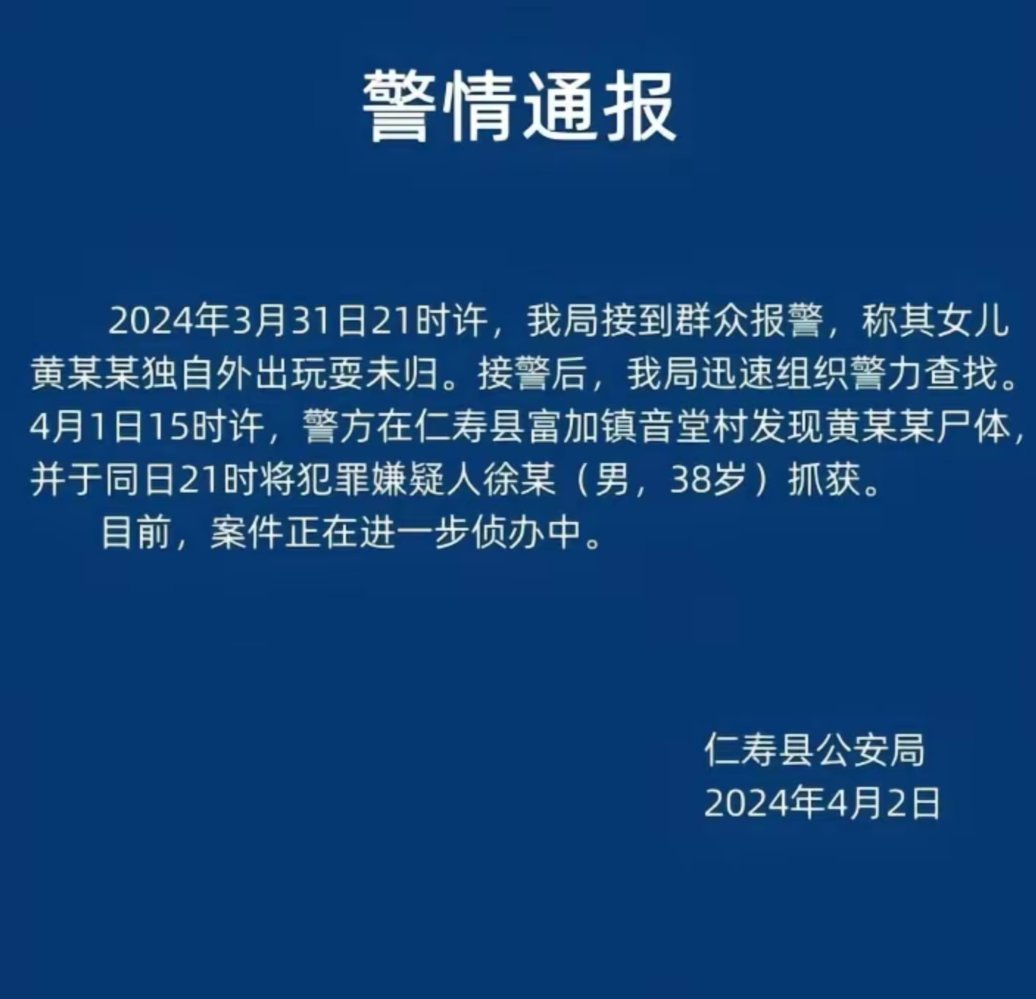 警情通报
2024年3月31日21时许，我局接到群众报警，称其女儿
黄某某独自外出玩耍未归。接警后，我局迅速组织警力查找。
4月1日15时许，警方在仁寿县富加镇音堂村发现黄某某尸体，
并于同日21时将犯罪嫌疑人徐某（男，38岁）抓获。
目前，案件正在进一步侦办中。
仁寿县公安局
2024年4月2日